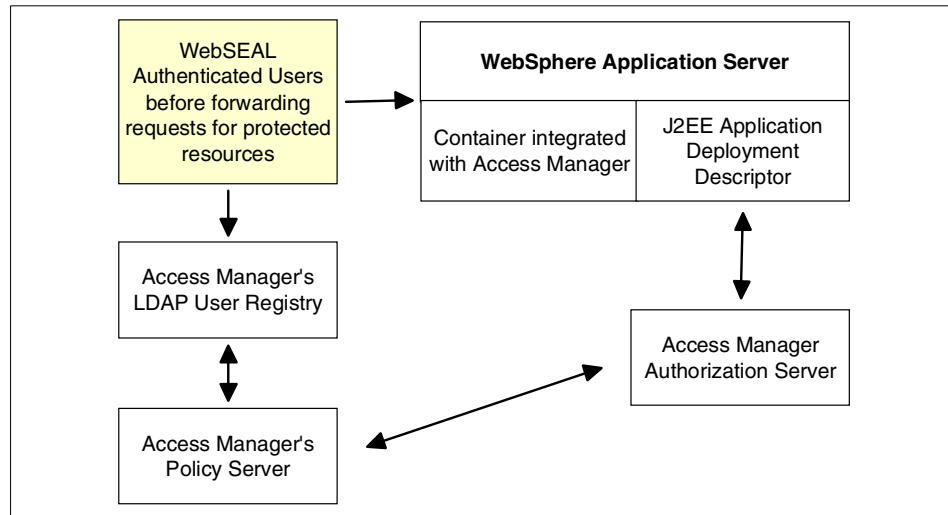 WebSEAL
Authenticated Users
before forwarding
requests for protected
resources
WebSphere Application Server
Container integrated
with Access Manager
J2EE Application
Deployment
Descriptor
Access Manager's
LDAP User Registry
Access Manager
Authorization Server
Access Manager's
Policy Server